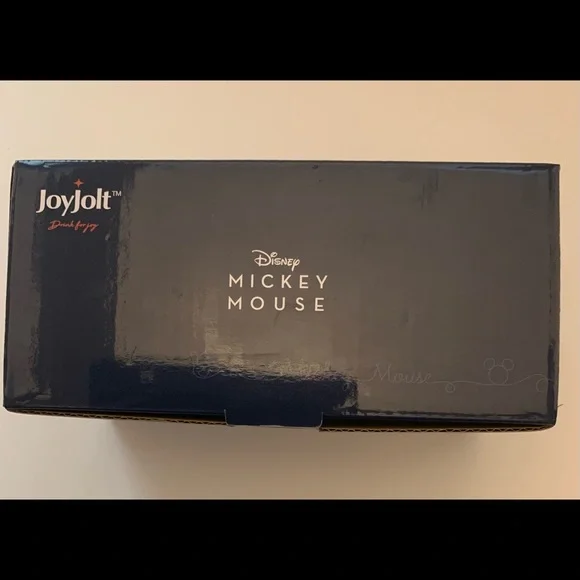 JoyJolt™
Drink for joy
Disney
MICKEY
MOUSE
Mouse